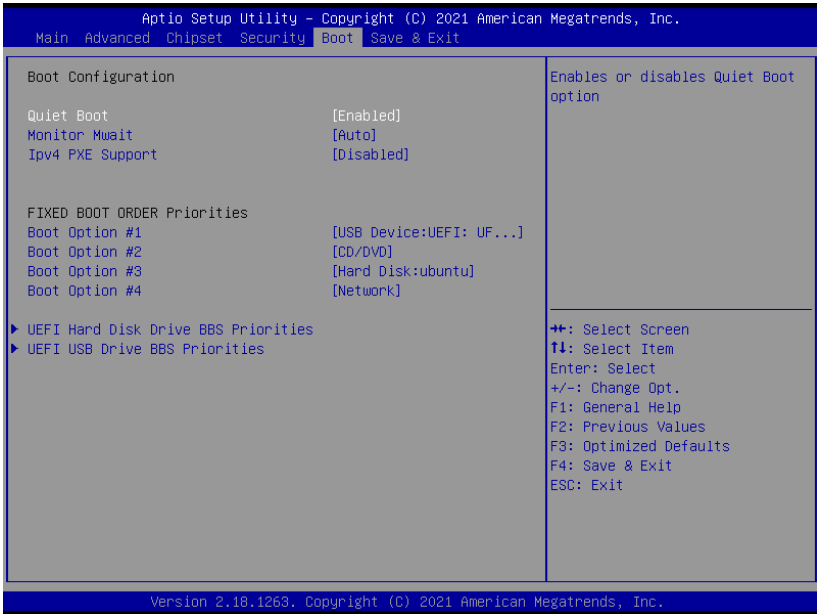 Aptio Setup Utility – Copyright (C) 2021 American Megatrends, Inc.
Main Advanced Chipset Security Boot Save & Exit
Boot Configuration
Quiet Boot [Enabled]
Monitor Mwait [Auto]
Ipv4 PXE Support [Disabled]
FIXED BOOT ORDER Priorities
Boot Option #1 [USB Device:UEFI: UF...]
Boot Option #2 [CD/DVD]
Boot Option #3 [Hard Disk:ubuntu]
Boot Option #4 [Network]
UEFI Hard Disk Drive BBS Priorities
UEFI USB Drive BBS Priorities
Enables or disables Quiet Boot
option
→←: Select Screen
↑↓: Select Item
Enter: Select
+/-: Change Opt.
F1: General Help
F2: Previous Values
F3: Optimized Defaults
F4: Save & Exit
ESC: Exit
Version 2.18.1263. Copyright (C) 2021 American Megatrends, Inc.